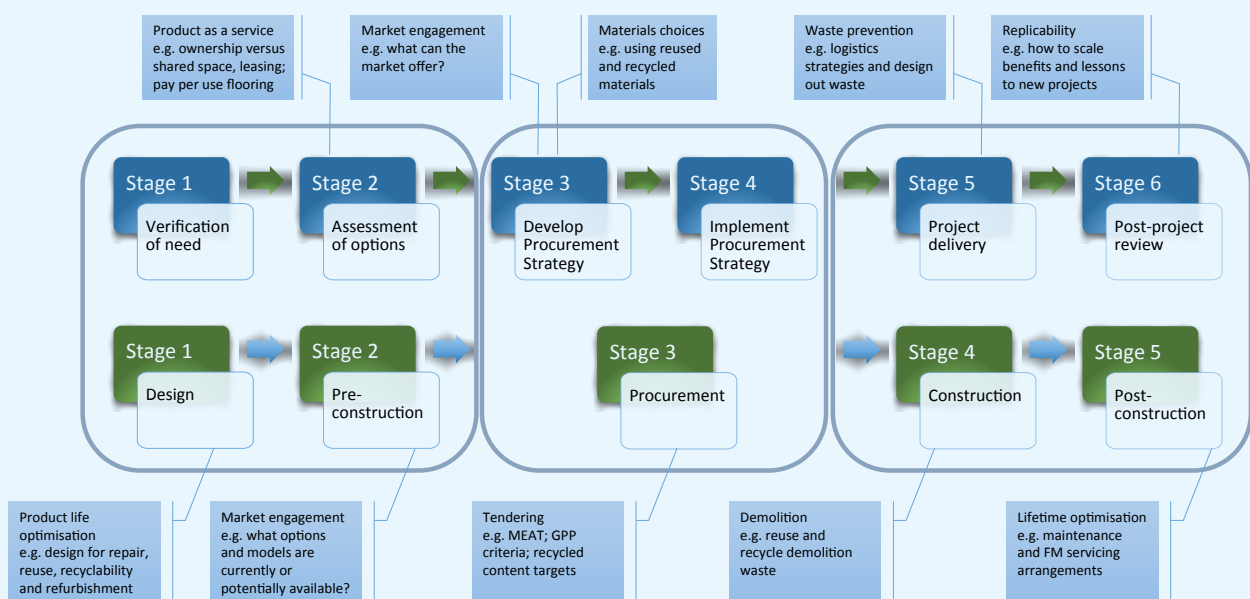 Product as a service
e.g. ownership versus
shared space, leasing;
pay per use flooring
Market engagement
e.g. what can the
market offer?
Materials choices
e.g. using reused
and recycled
materials
Waste prevention
e.g. logistics
strategies and design
out waste
Replicability
e.g. how to scale
benefits and lessons
to new projects
Stage 1
Verification
of need
Stage 2
Assessment
of options
Stage 3
Develop
Procurement
Strategy
Stage 4
Implement
Procurement
Strategy
Stage 5
Project
delivery
Stage 6
Post-project
review
Stage 1
Design
Stage 2
Pre-
construction
Stage 3
Procurement
Stage 4
Construction
Stage 5
Post-
construction
Product life
optimisation
e.g. design for repair,
reuse, recyclability
and refurbishment
Market engagement
e.g. what options
and models are
currently or
potentially available?
Tendering
e.g. MEAT; GPP
criteria; recycled
content targets
Demolition
e.g. reuse and
recycle demolition
waste
Lifetime optimisation
e.g. maintenance
and FM servicing
arrangements